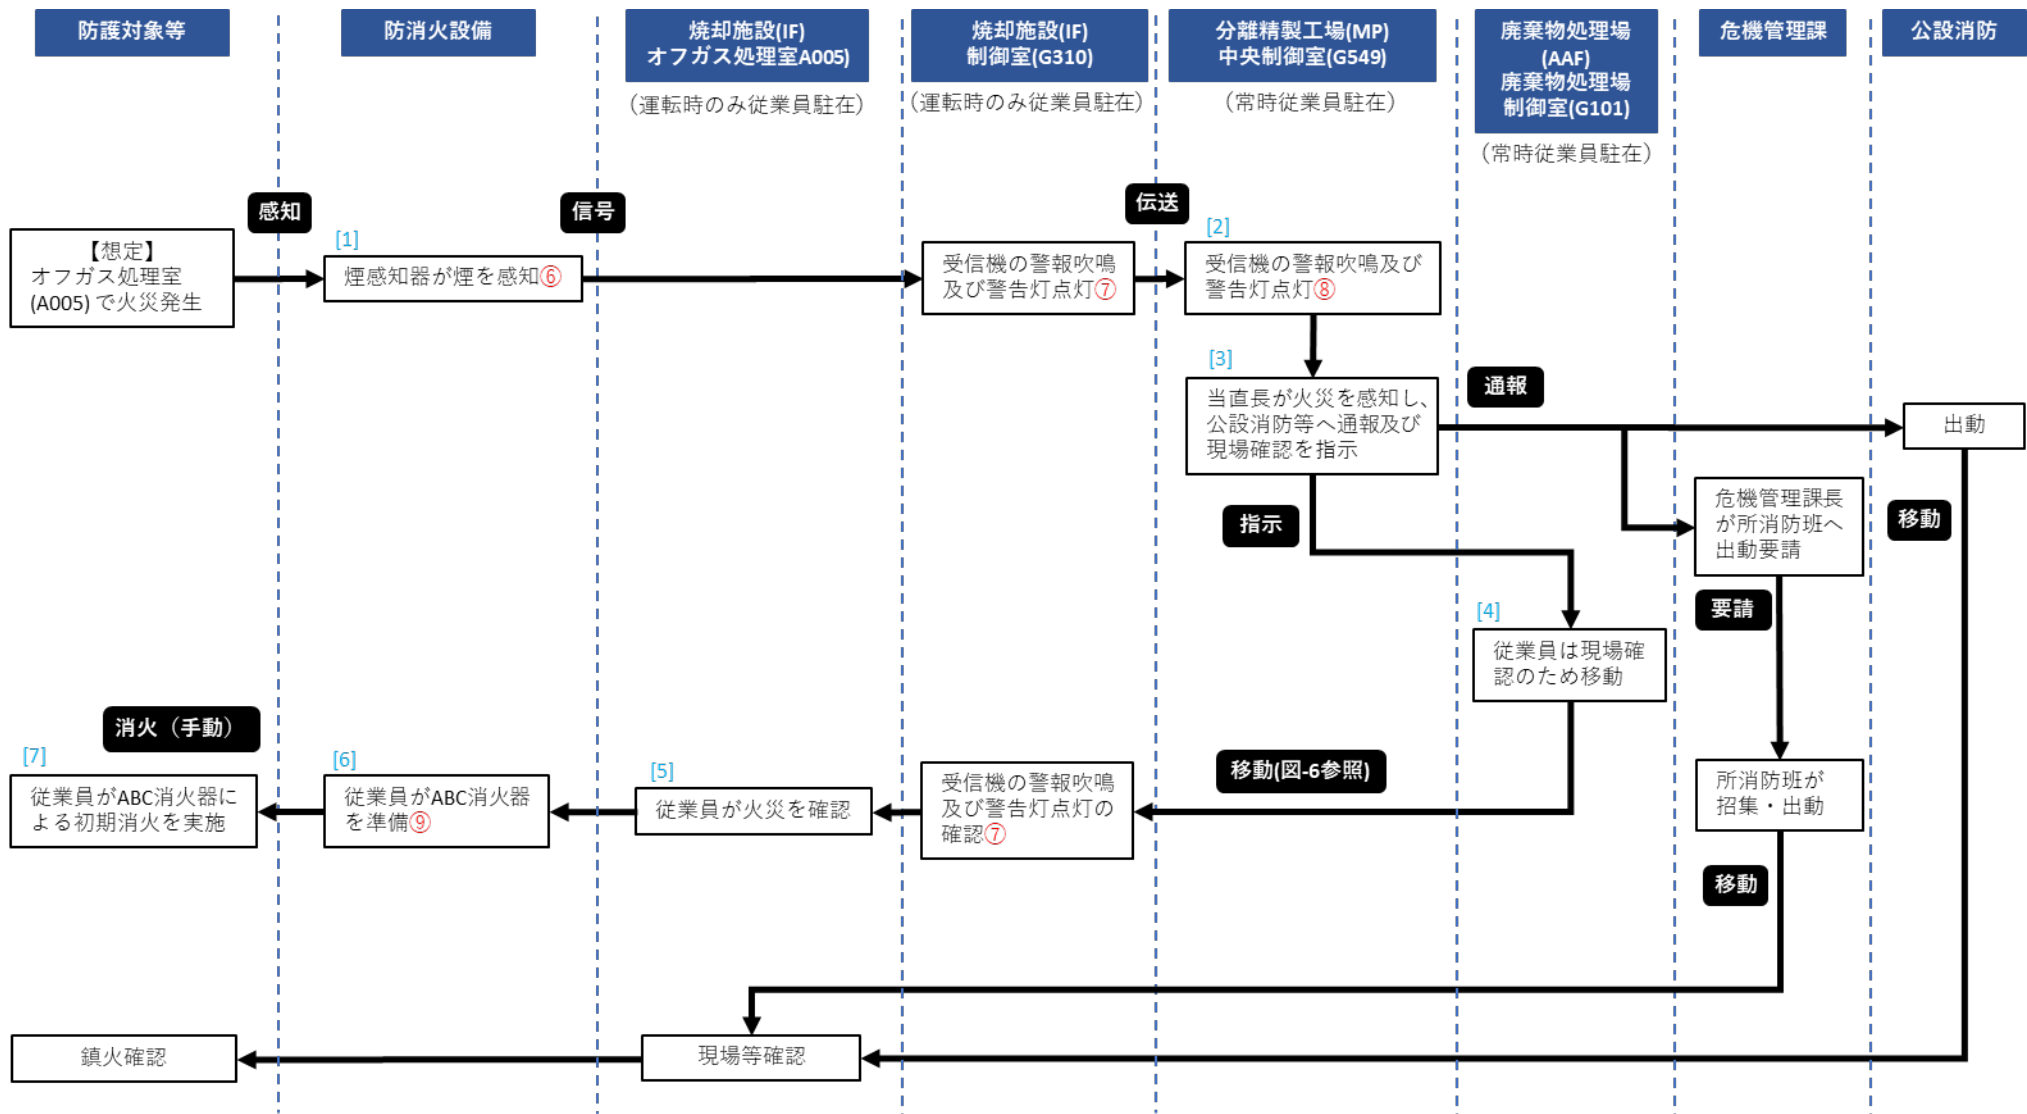 防護対象等
防消火設備
焼却施設(IF)
オフガス処理室A005)
(運転時のみ従業員駐在)
焼却施設(IF)
制御室(G310)
(運転時のみ従業員駐在)
分離精製工場(MP)
中央制御室(G549)
(常時従業員駐在)
廃棄物処理場
(AAF)
廃棄物処理場
制御室(G101)
(常時従業員駐在)
危機管理課
公設消防
感知
信号
伝送
【想定】
オフガス処理室
(A005) で火災発生
[1]
煙感知器が煙を感知⑥
受信機の警報吹鳴
及び警告灯点灯⑦
[2]
受信機の警報吹鳴及び
警告灯点灯⑧
[3]
当直長が火災を感知し、
公設消防等へ通報及び
現場確認を指示
通報
出動
指示
危機管理課長
が所消防班へ
出動要請
移動
要請
[4]
従業員は現場確
認のため移動
消火（手動）
[7]
従業員がABC消火器に
よる初期消火を実施
[6]
従業員がABC消火器
を準備⑨
[5]
従業員が火災を確認
受信機の警報吹鳴
及び警告灯点灯の
確認⑦
移動(図-6参照)
所消防班が
招集・出動
移動
鎮火確認
現場等確認